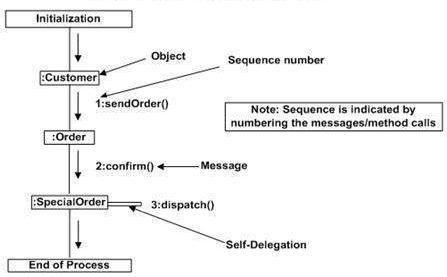 Initialization
Object
Sequence number
:Customer
1:sendOrder()
Note: Sequence is indicated by
numbering the messages/method calls
:Order
2:confirm()
Message
:SpecialOrder
3:dispatch()
Self-Delegation
End of Process